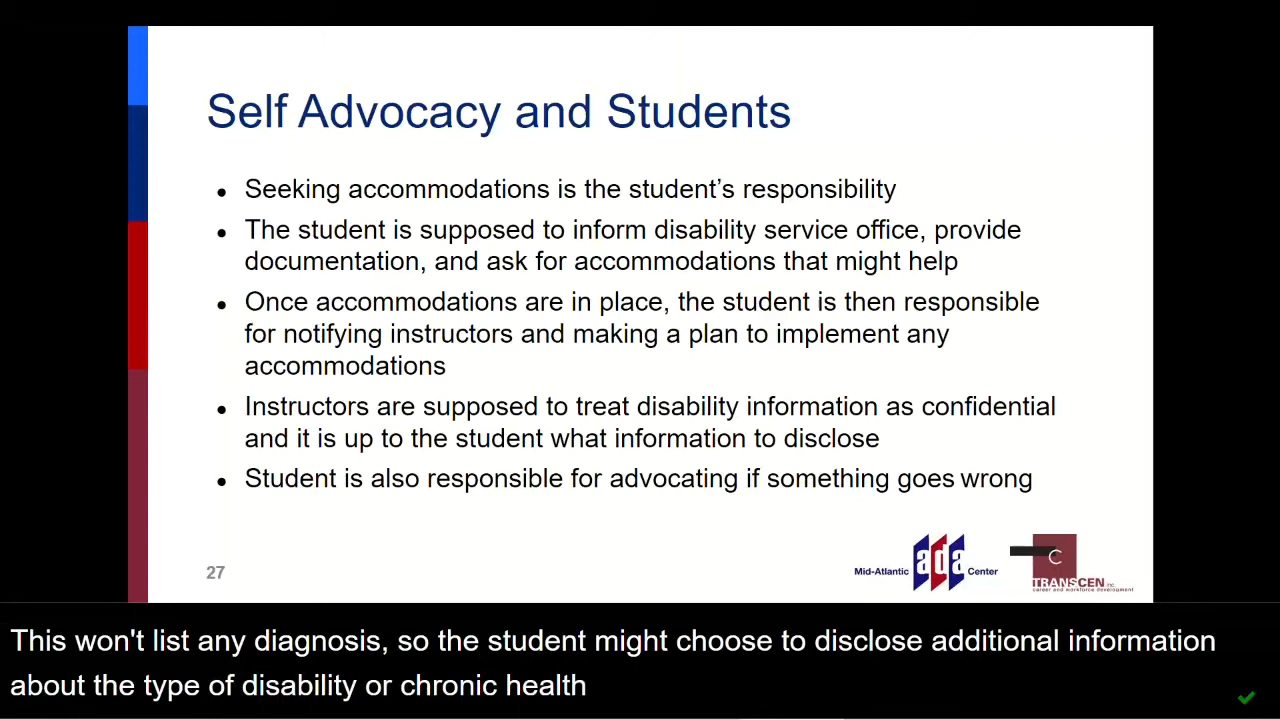 Self Advocacy and Students
• Seeking accommodations is the student’s responsibility
• The student is supposed to inform disability service office, provide
documentation, and ask for accommodations that might help
• Once accommodations are in place, the student is then responsible
for notifying instructors and making a plan to implement any
accommodations
• Instructors are supposed to treat disability information as confidential
and it is up to the student what information to disclose
• Student is also responsible for advocating if something goes wrong
27
Mid-Atlantic ada Center
C
TRANSCEN inc.
career and workforce development
This won't list any diagnosis, so the student might choose to disclose additional information
about the type of disability or chronic health